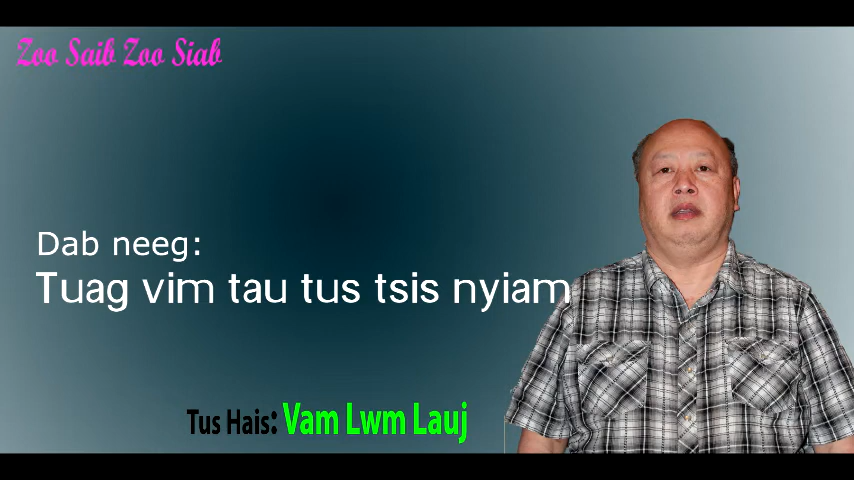 Zoo Saib Zoo Siab
Dab neeg:
Tuag vim tau tus tsis nyiam
Tus Hais: Vam Lwm Lauj